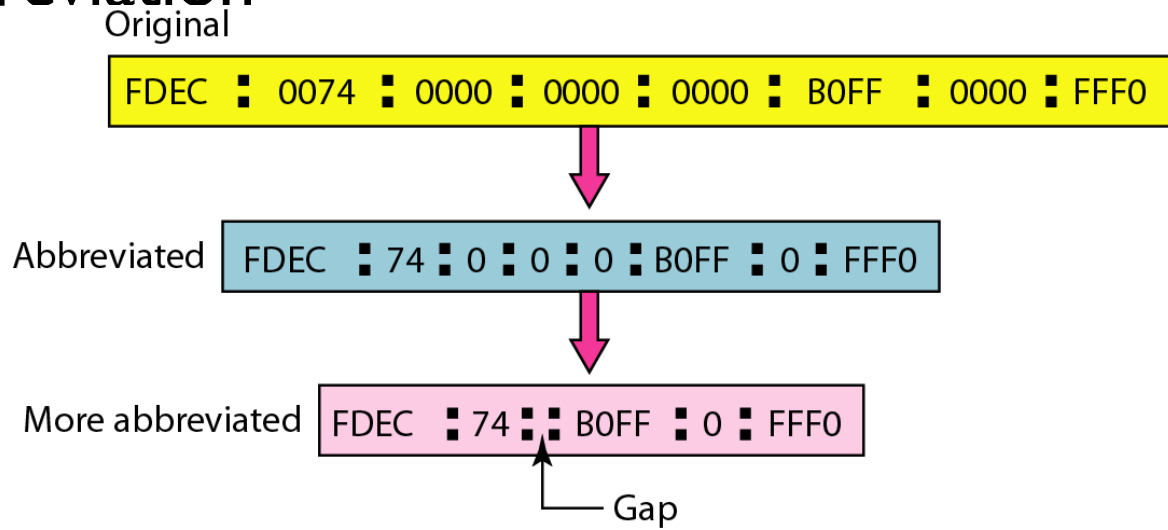 Original
FDEC : 0074 : 0000 : 0000 : 0000 : B0FF : 0000 : FFF0
Abbreviated FDEC : 74 : 0 : 0 : 0 : B0FF : 0 : FFF0
More abbreviated FDEC : 74 : : B0FF : 0 : FFF0
Gap